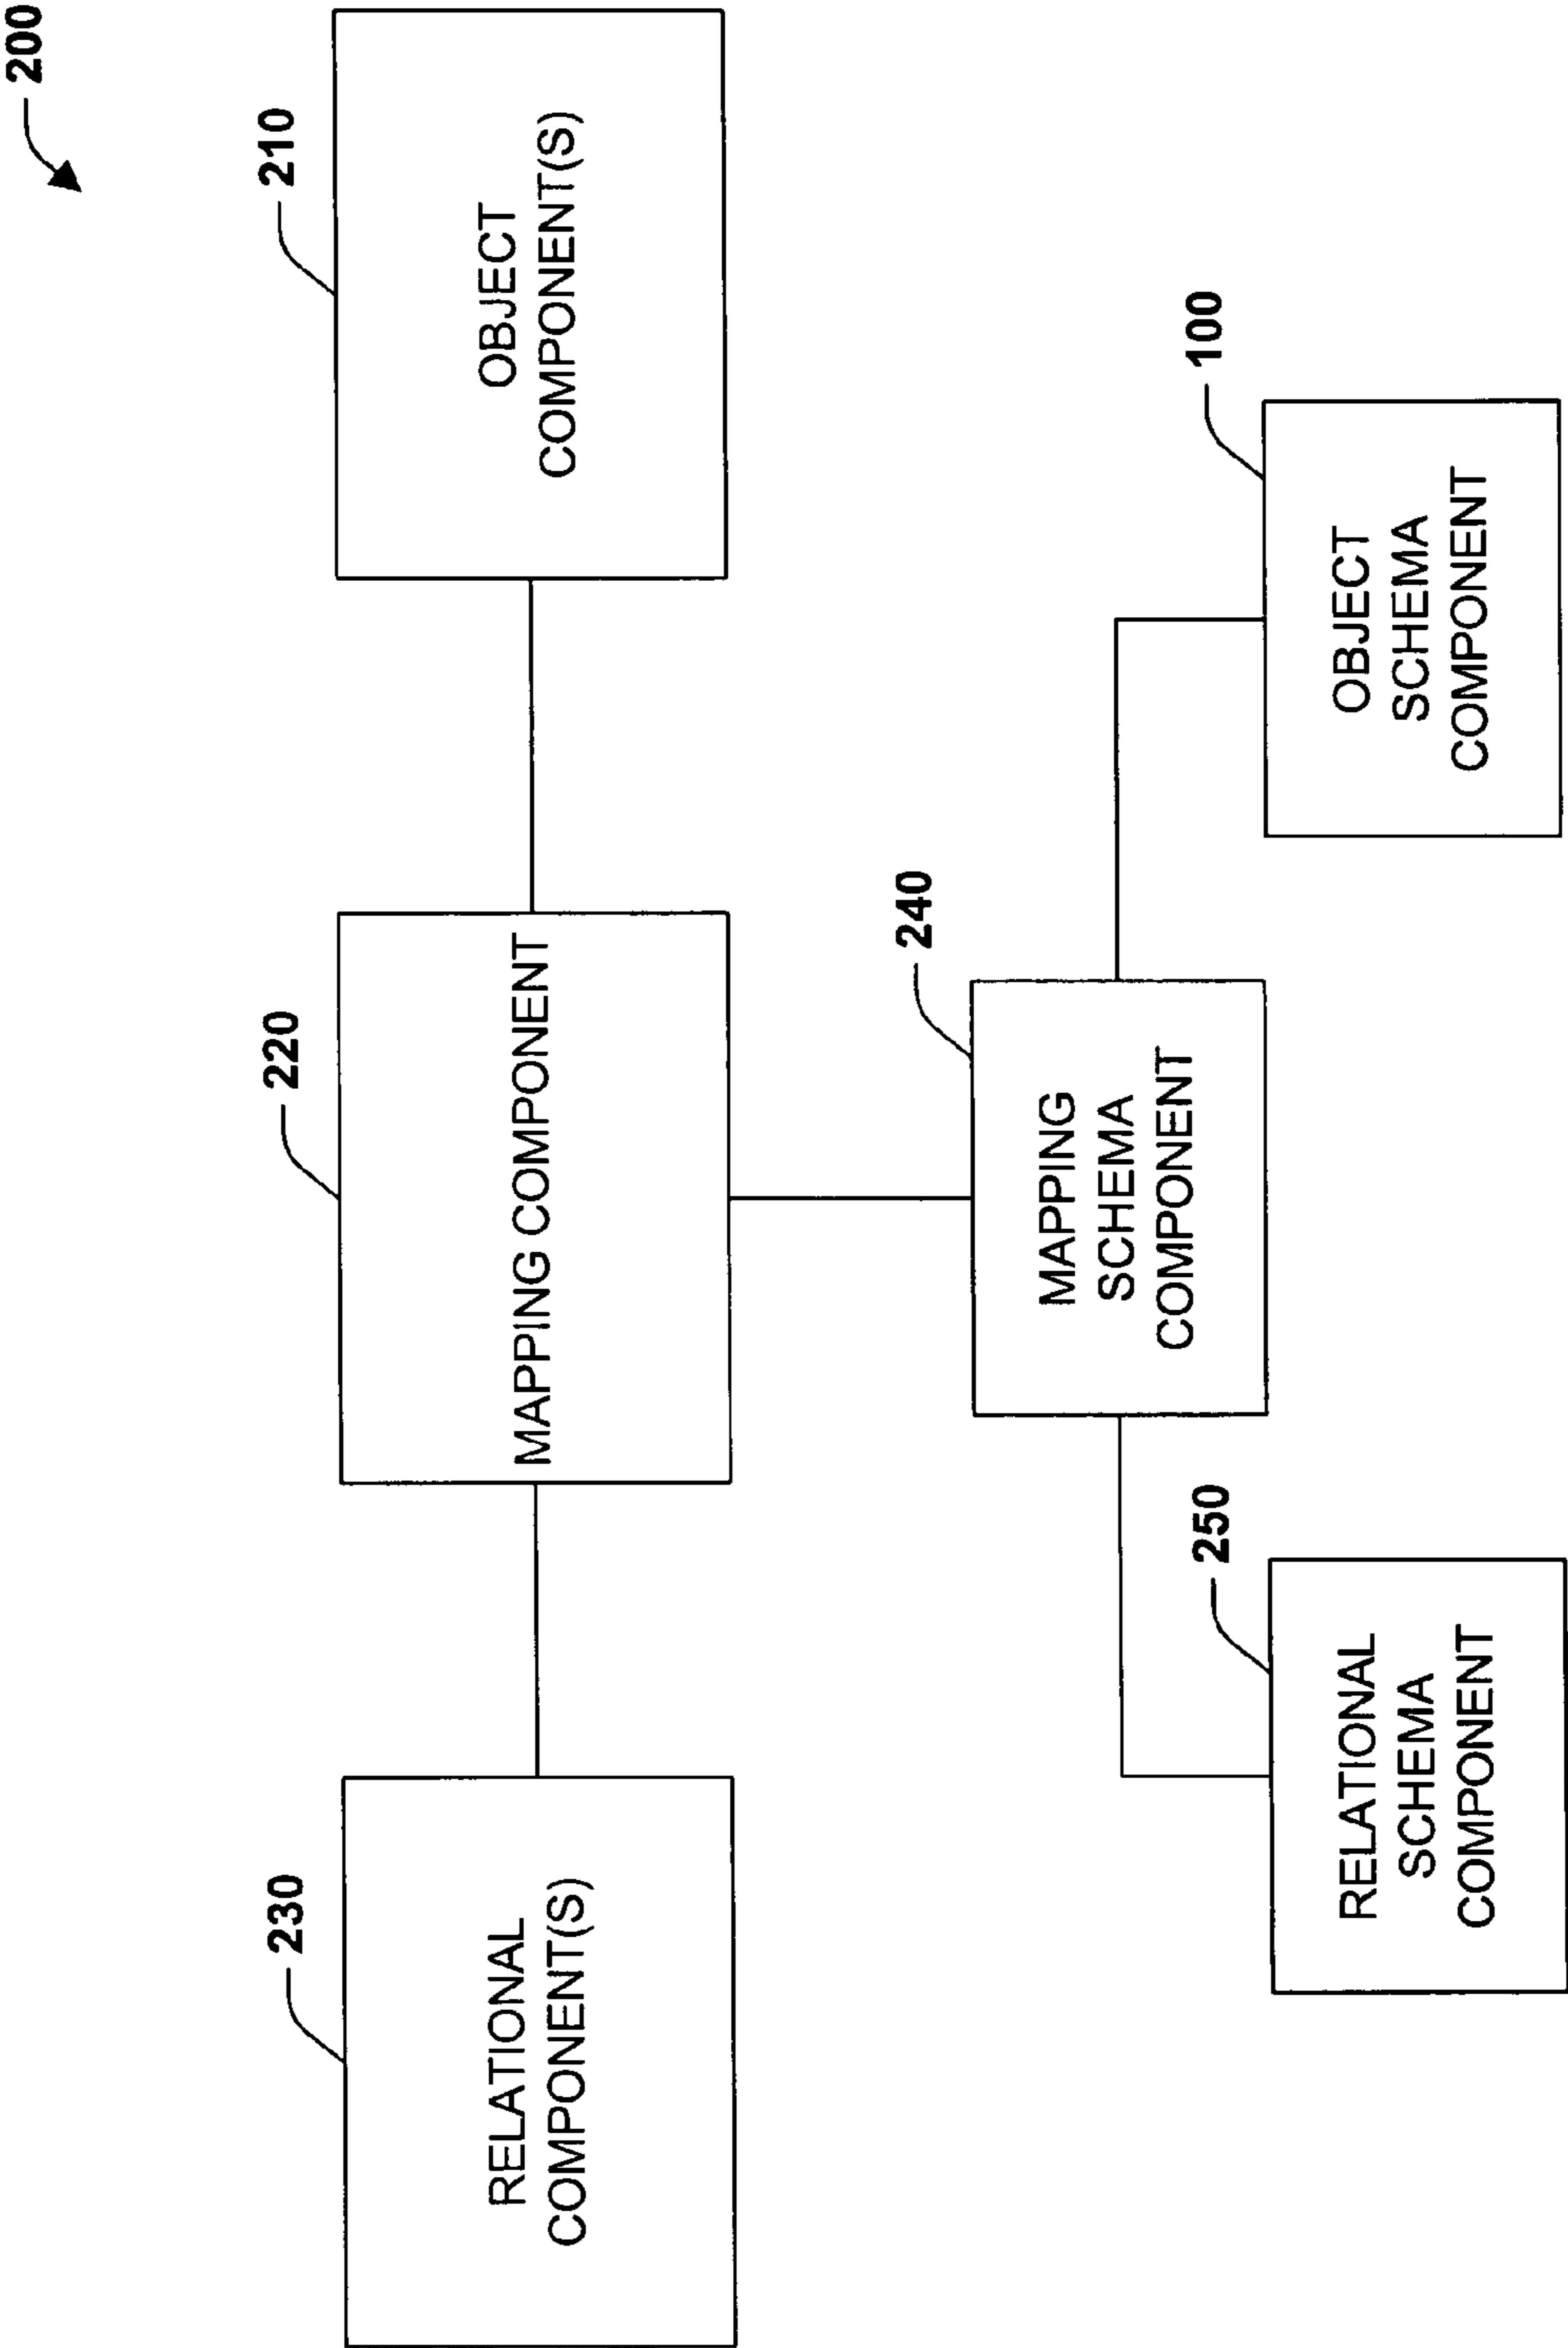 200
230
RELATIONAL
COMPONENT(S)
220
MAPPING COMPONENT
210
OBJECT
COMPONENT(S)
240
MAPPING
SCHEMA
COMPONENT
250
RELATIONAL
SCHEMA
COMPONENT
100
OBJECT
SCHEMA
COMPONENT